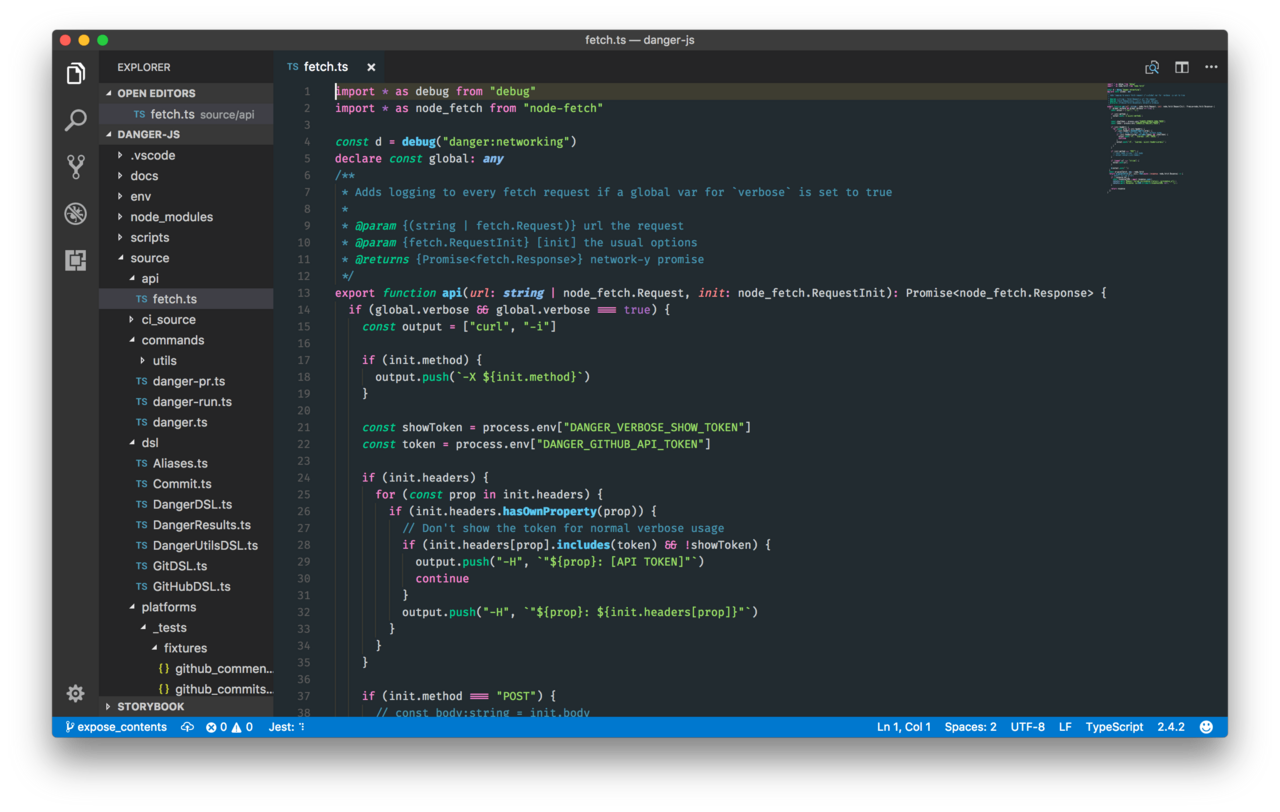 fetch.ts — danger-js
EXPLORER
OPEN EDITORS
TS fetch.ts source/api
DANGER-JS
.vscode
docs
env
node_modules
scripts
source
api
TS fetch.ts
ci_source
commands
utils
TS danger-pr.ts
TS danger-run.ts
TS danger.ts
dsl
TS Aliases.ts
TS Commit.ts
TS DangerDSL.ts
TS DangerResults.ts
TS DangerUtilsDSL.ts
TS GitDSL.ts
TS GitHubDSL.ts
platforms
_tests
fixtures
{} github_commen...
{} github_commits...
STORYBOOK
TS fetch.ts ×
1 import * as debug from "debug"
2 import * as node_fetch from "node-fetch"
3
4 const d = debug("danger:networking")
5 declare const global: any
6 /**
7 * Adds logging to every fetch request if a global var for `verbose` is set to true
8 *
9 * @param {(string | fetch.Request)} url the request
10 * @param {fetch.RequestInit} [init] the usual options
11 * @returns {Promise<fetch.Response>} network-y promise
12 */
13 export function api(url: string | node_fetch.Request, init: node_fetch.RequestInit): Promise<node_fetch.Response> {
14 if (global.verbose && global.verbose === true) {
15 const output = ["curl", "-i"]
16
17 if (init.method) {
18 output.push(`-X ${init.method}`)
19 }
20
21 const showToken = process.env["DANGER_VERBOSE_SHOW_TOKEN"]
22 const token = process.env["DANGER_GITHUB_API_TOKEN"]
23
24 if (init.headers) {
25 for (const prop in init.headers) {
26 if (init.headers.hasOwnProperty(prop)) {
27 // Don't show the token for normal verbose usage
28 if (init.headers[prop].includes(token) && !showToken) {
29 output.push("-H", `"${prop}: [API TOKEN]"`)
30 continue
31 }
32 output.push("-H", `"${prop}: ${init.headers[prop]}"`)
33 }
34 }
35 }
36
37 if (init.method === "POST") {
38 // const body:string = init.body
expose_contents 0 0 Jest: Ln 1, Col 1 Spaces: 2 UTF-8 LF TypeScript 2.4.2